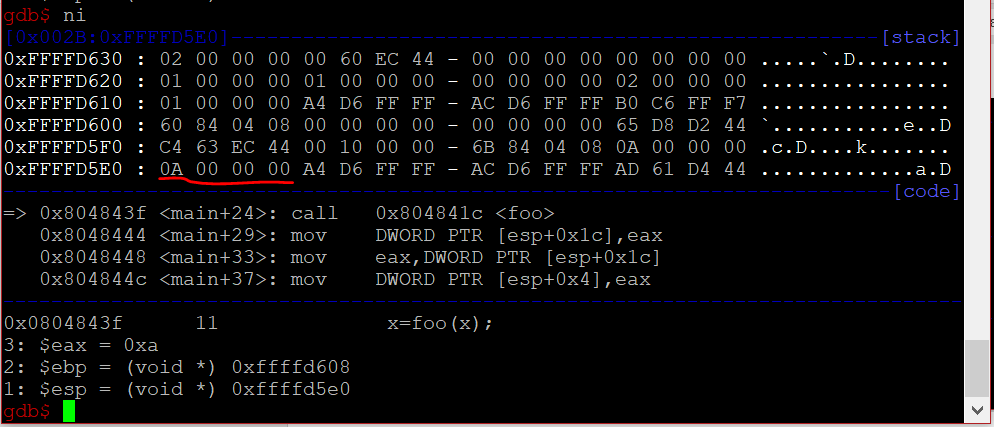 gdb$ ni
[0x002B:0xFFFFD5E0]------[stack]
0xFFFFD630 : 02 00 00 00 00 60 EC 44 - 00 00 00 00 00 00 00 00 .....`.D........
0xFFFFD620 : 01 00 00 00 01 00 00 00 - 00 00 00 00 02 00 00 00 ................
0xFFFFD610 : 01 00 00 00 A4 D6 FF FF - AC D6 FF FF B0 C6 FF F7 ................
0xFFFFD600 : 60 84 04 08 00 00 00 00 - 00 00 00 00 65 D8 D2 44 `...........e..D
0xFFFFD5F0 : C4 63 EC 44 00 10 00 00 - 6B 84 04 08 0A 00 00 00 .c.D....k.......
0xFFFFD5E0 : 0A 00 00 00 A4 D6 FF FF - AC D6 FF FF AD 61 D4 44 .............a.D
[code]
=> 0x804843f <main+24>: call   0x804841c <foo>
   0x8048444 <main+29>: mov    DWORD PTR [esp+0x1c],eax
   0x8048448 <main+33>: mov    eax,DWORD PTR [esp+0x1c]
   0x804844c <main+37>: mov    DWORD PTR [esp+0x4],eax
0x0804843f      11              x=foo(x);
3: $eax = 0xa
2: $ebp = (void *) 0xffffd608
1: $esp = (void *) 0xffffd5e0
gdb$